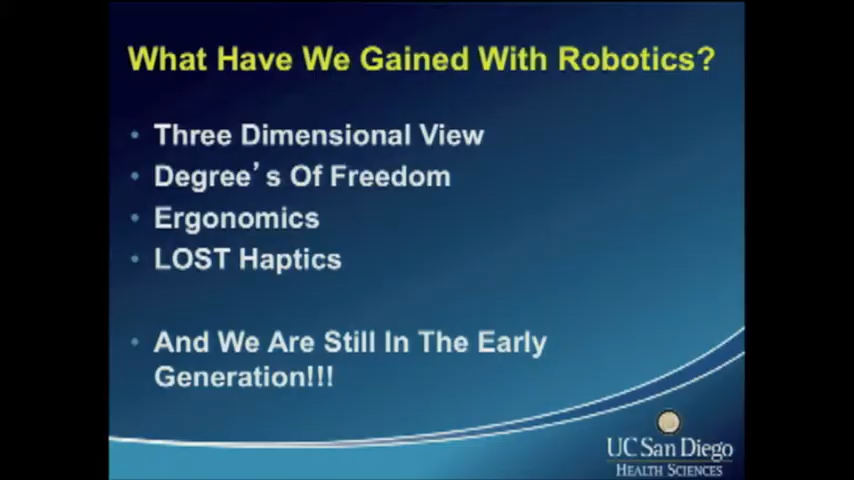 What Have We Gained With Robotics?
• Three Dimensional View
• Degree's Of Freedom
• Ergonomics
• LOST Haptics
• And We Are Still In The Early
Generation!!!
UC San Diego
HEALTH SCIENCES